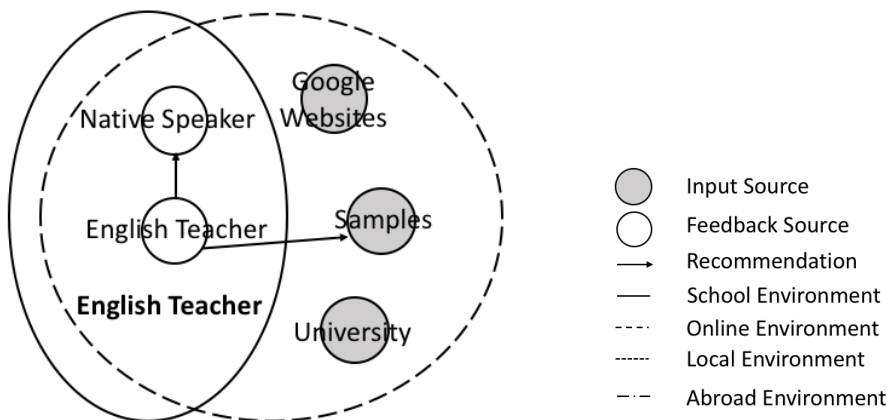 Google
Websites
Native Speaker
English Teacher
Samples
English Teacher
University
Input Source
Feedback Source
Recommendation
School Environment
Online Environment
Local Environment
Abroad Environment